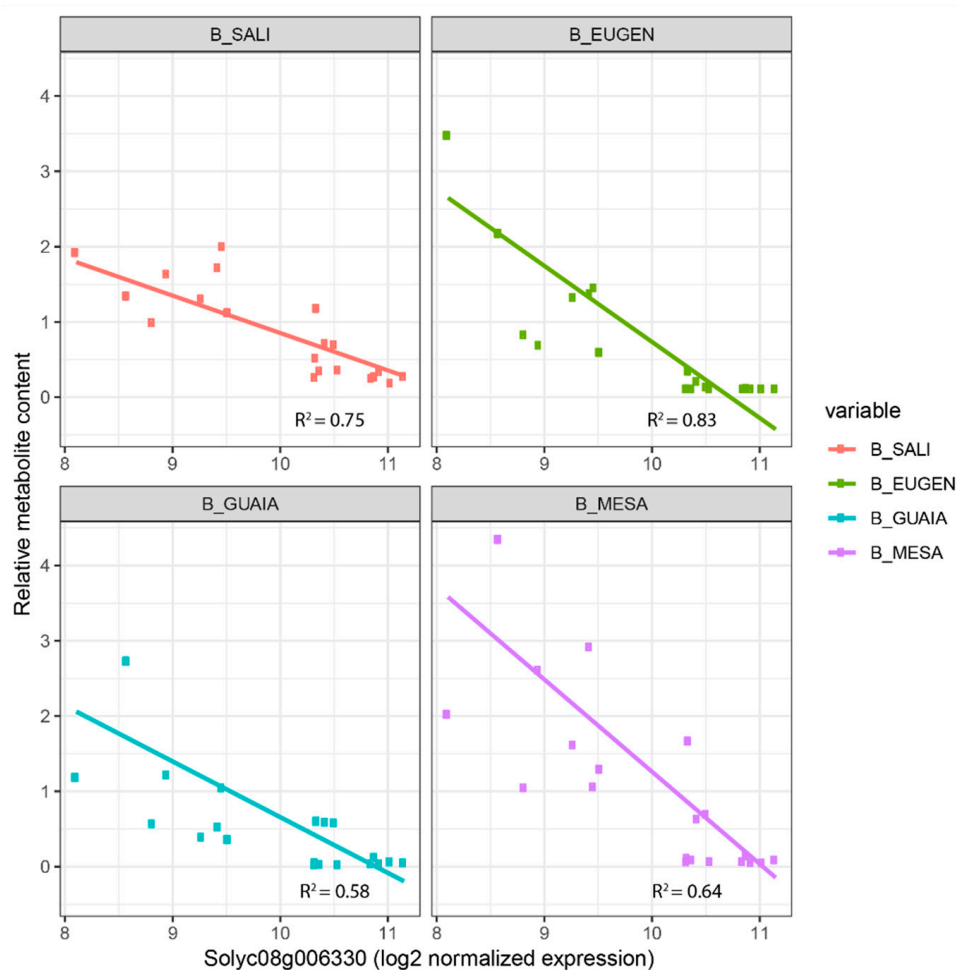 B_SALI
B_EUGEN
4
3
2
1
0
R² = 0.75
R² = 0.83
8 9 10 11
8 9 10 11
B_GUAIA
B_MESA
4
3
2
1
0
R² = 0.58
R² = 0.64
8 9 10 11
8 9 10 11
Relative metabolite content
Solyc08g006330 (log2 normalized expression)
variable
B_SALI
B_EUGEN
B_GUAIA
B_MESA